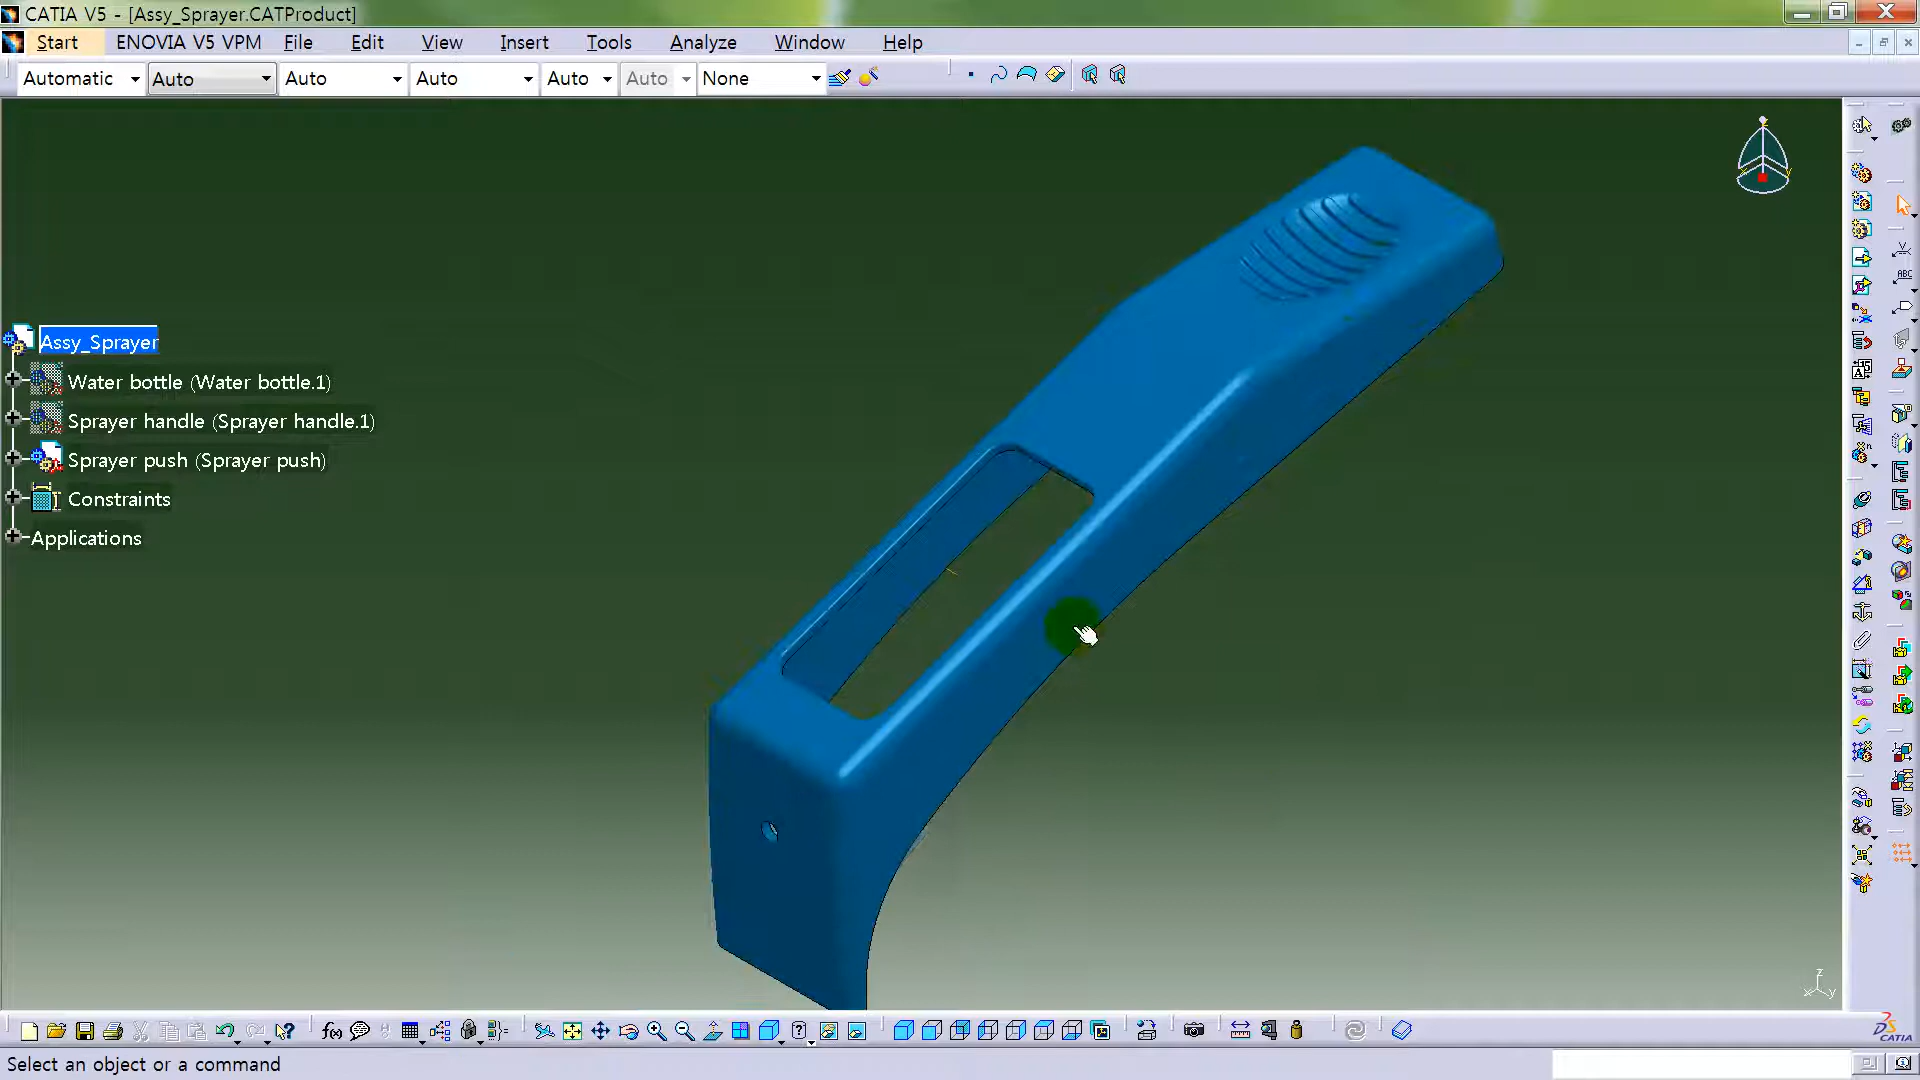 CATIA V5 - [Assy_Sprayer.CATProduct]
Start ENOVIA V5 VPM File Edit View Insert Tools Analyze Window Help
Automatic Auto Auto Auto Auto Auto None
Assy_Sprayer
Water bottle (Water bottle.1)
Sprayer handle (Sprayer handle.1)
Sprayer push (Sprayer push)
Constraints
Applications
ABC
z
x y
f(x)
CATIA
Select an object or a command